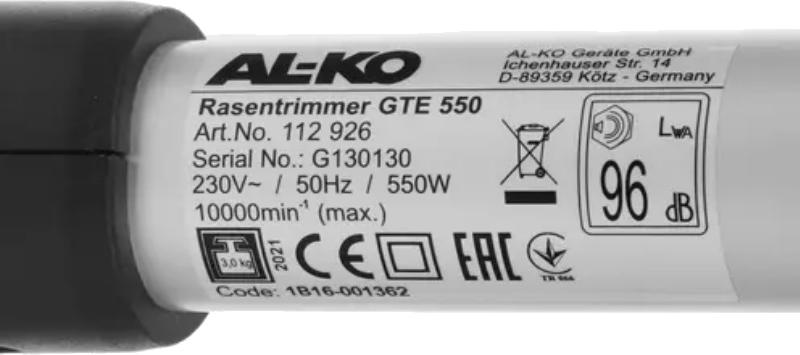 AL-KO
AL-KO Geräte GmbH
Ichenhauser Str. 14
D-89359 Kötz - Germany
Rasentrimmer GTE 550
Art.No. 112 926
Serial No.: G130130
230V~ / 50Hz / 550W
10000min⁻¹ (max.)
LWA
96 dB
3,0 kg
2021
CE
EAC
TR 066
Code: 1B16-001362